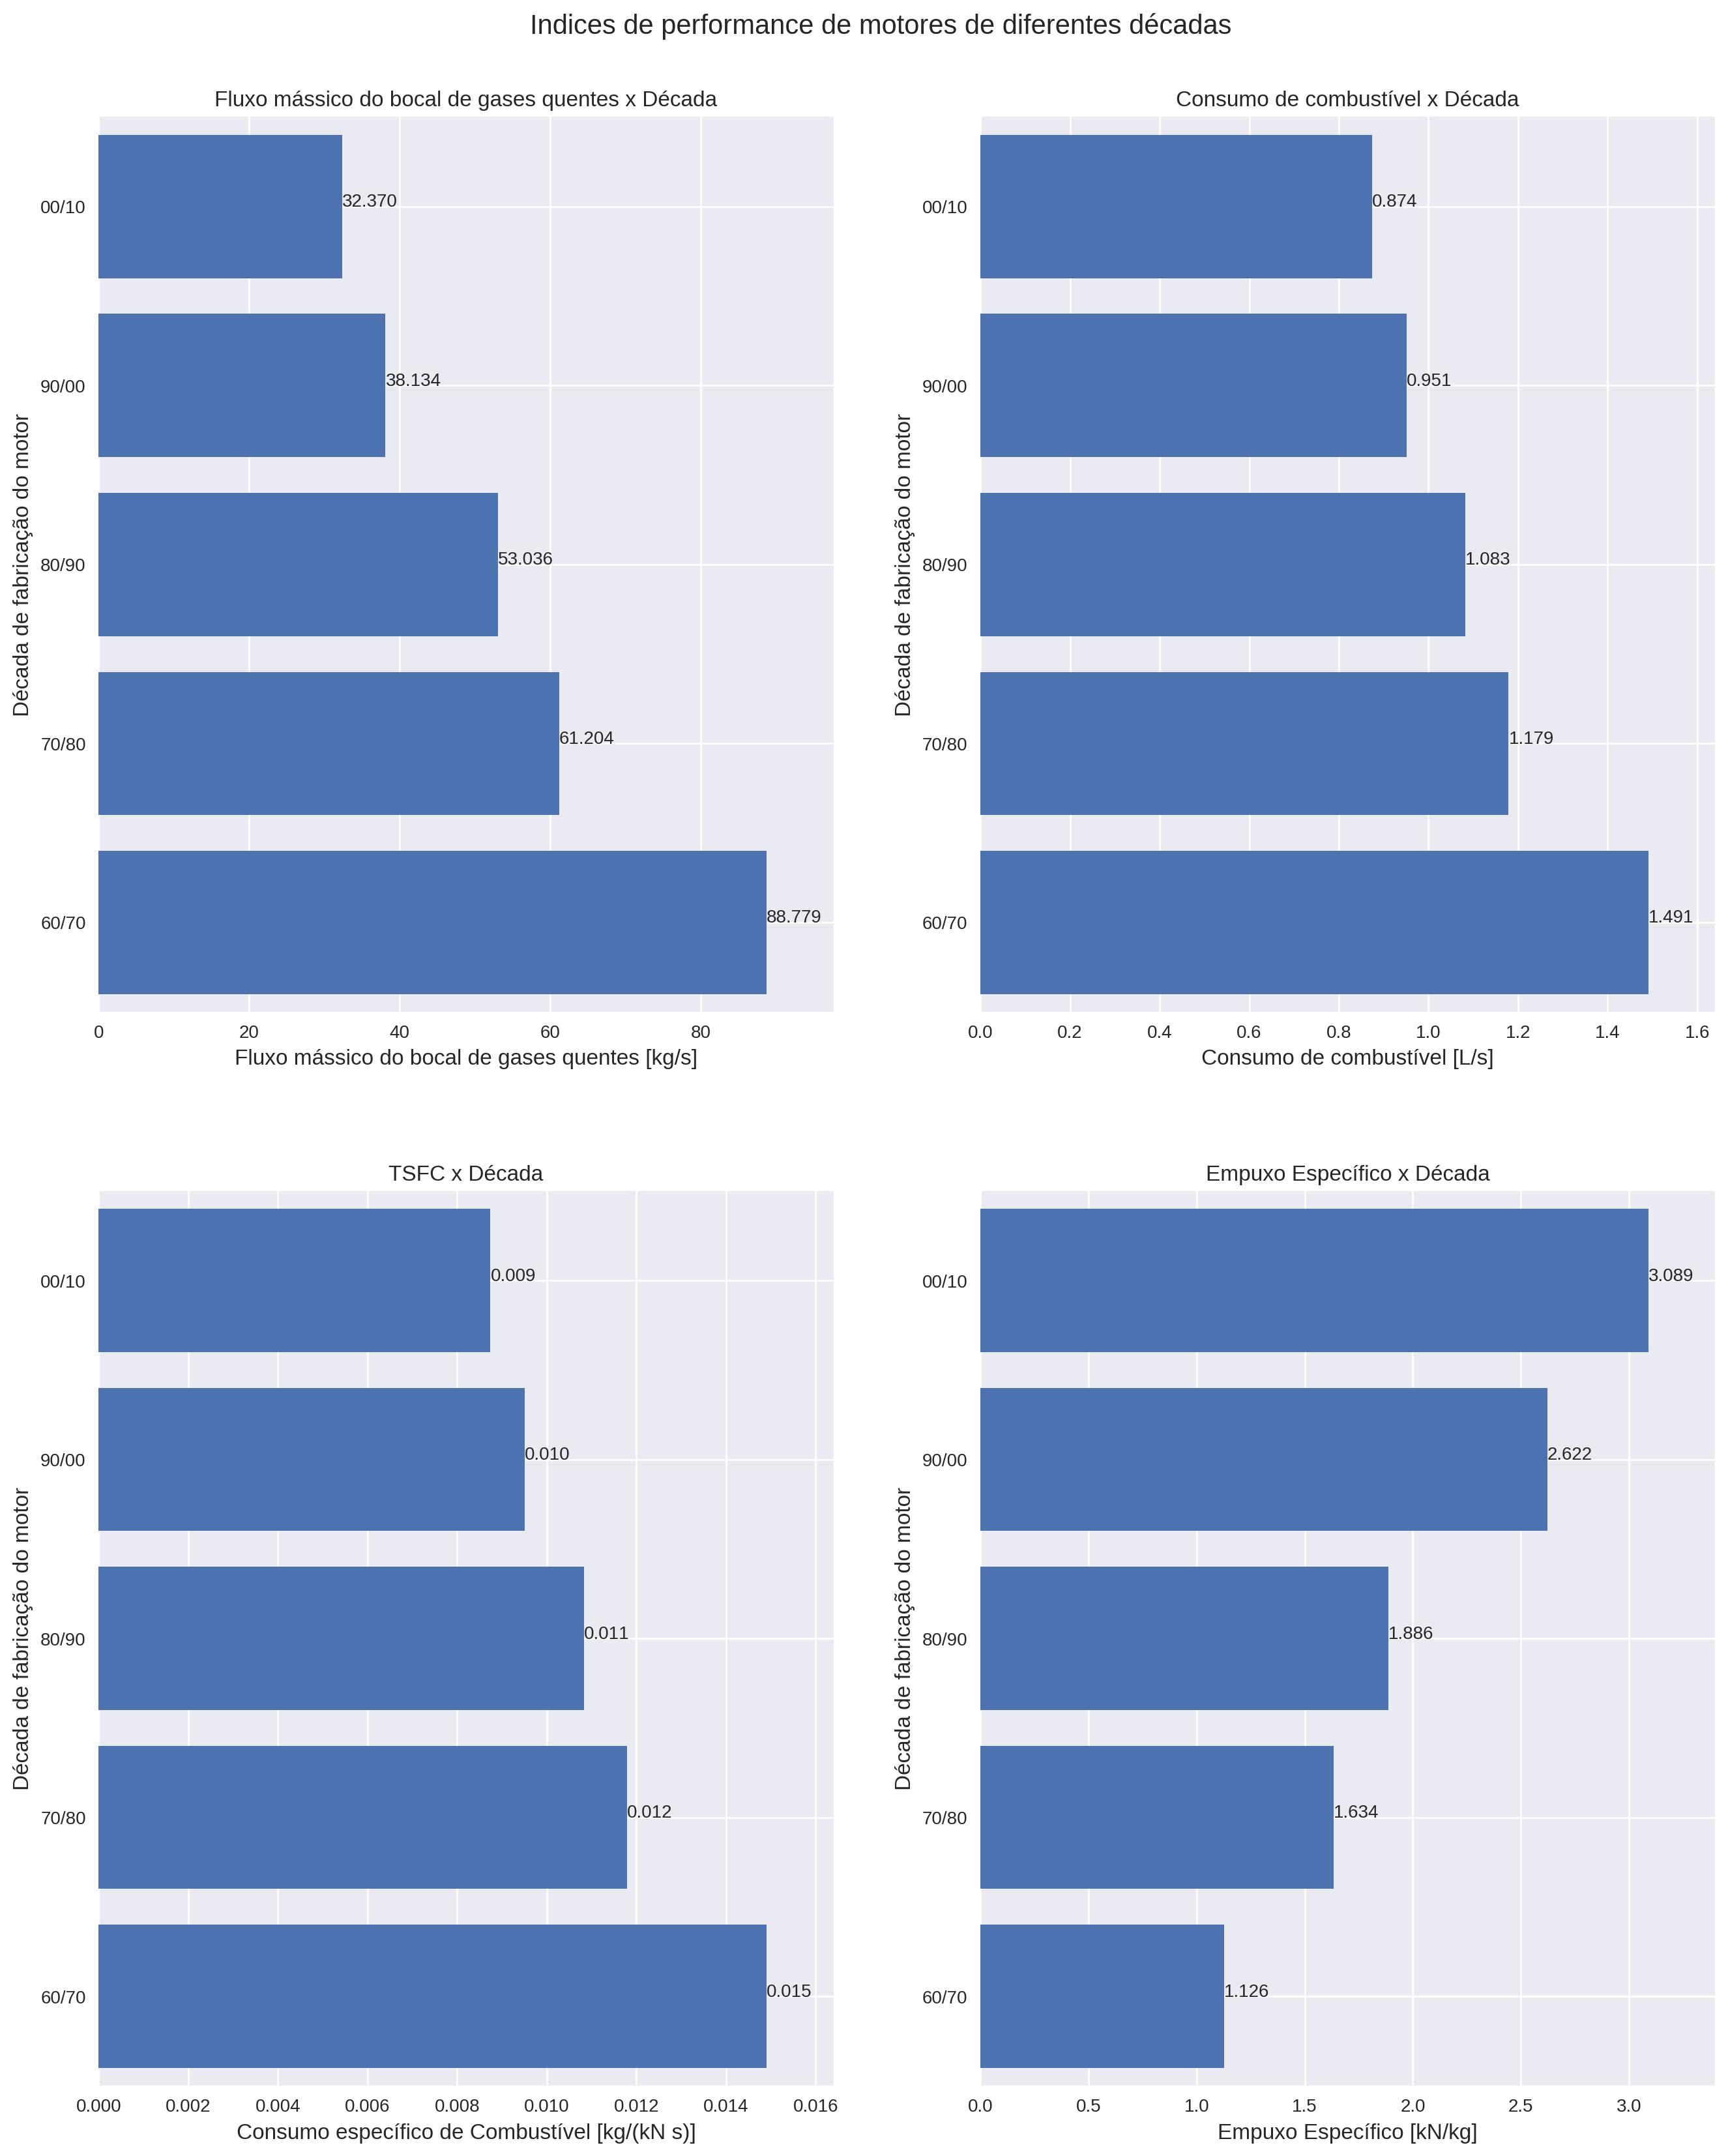 Indices de performance de motores de diferentes décadas
Fluxo mássico do bocal de gases quentes x Década
Década de fabricação do motor
00/10
32.370
90/00
38.134
80/90
53.036
70/80
61.204
60/70
88.779
0 20 40 60 80
Fluxo mássico do bocal de gases quentes [kg/s]
Consumo de combustível x Década
Década de fabricação do motor
00/10
0.874
90/00
0.951
80/90
1.083
70/80
1.179
60/70
1.491
0.0 0.2 0.4 0.6 0.8 1.0 1.2 1.4 1.6
Consumo de combustível [L/s]
TSFC x Década
Década de fabricação do motor
00/10
0.009
90/00
0.010
80/90
0.011
70/80
0.012
60/70
0.015
0.000 0.002 0.004 0.006 0.008 0.010 0.012 0.014 0.016
Consumo específico de Combustível [kg/(kN s)]
Empuxo Específico x Década
Década de fabricação do motor
00/10
3.089
90/00
2.622
80/90
1.886
70/80
1.634
60/70
1.126
0.0 0.5 1.0 1.5 2.0 2.5 3.0
Empuxo Específico [kN/kg]